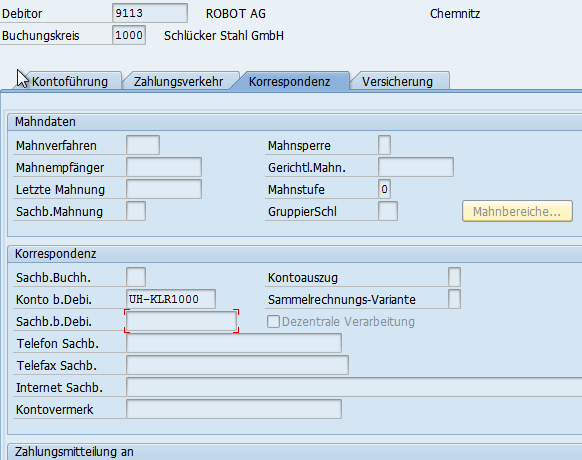 Debitor 9113 ROBOT AG Chemnitz
Buchungskreis 1000 Schlücker Stahl GmbH
Kontoführung Zahlungsverkehr Korrespondenz Versicherung
Mahndaten
Mahnverfahren Mahnsperre
Mahnempfänger Gerichtl.Mahn.
Letzte Mahnung Mahnstufe 0
Sachb.Mahnung GruppierSchl Mahnbereiche...
Korrespondenz
Sachb.Buchh. Kontoauszug
Konto b.Debi. UH-KLR1000 Sammelrechnungs-Variante
Sachb.b.Debi. Dezentrale Verarbeitung
Telefon Sachb.
Telefax Sachb.
Internet Sachb.
Kontovermerk
Zahlungsmitteilung an